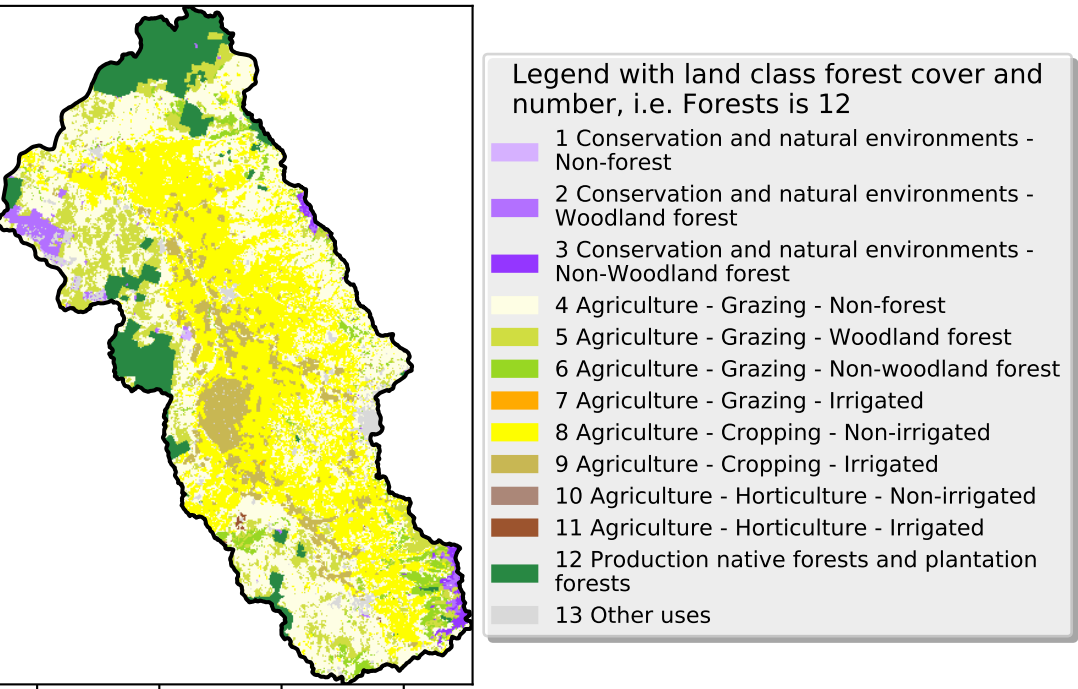 Legend with land class forest cover and
number, i.e. Forests is 12
1 Conservation and natural environments -
Non-forest
2 Conservation and natural environments -
Woodland forest
3 Conservation and natural environments -
Non-Woodland forest
4 Agriculture - Grazing - Non-forest
5 Agriculture - Grazing - Woodland forest
6 Agriculture - Grazing - Non-woodland forest
7 Agriculture - Grazing - Irrigated
8 Agriculture - Cropping - Non-irrigated
9 Agriculture - Cropping - Irrigated
10 Agriculture - Horticulture - Non-irrigated
11 Agriculture - Horticulture - Irrigated
12 Production native forests and plantation
forests
13 Other uses